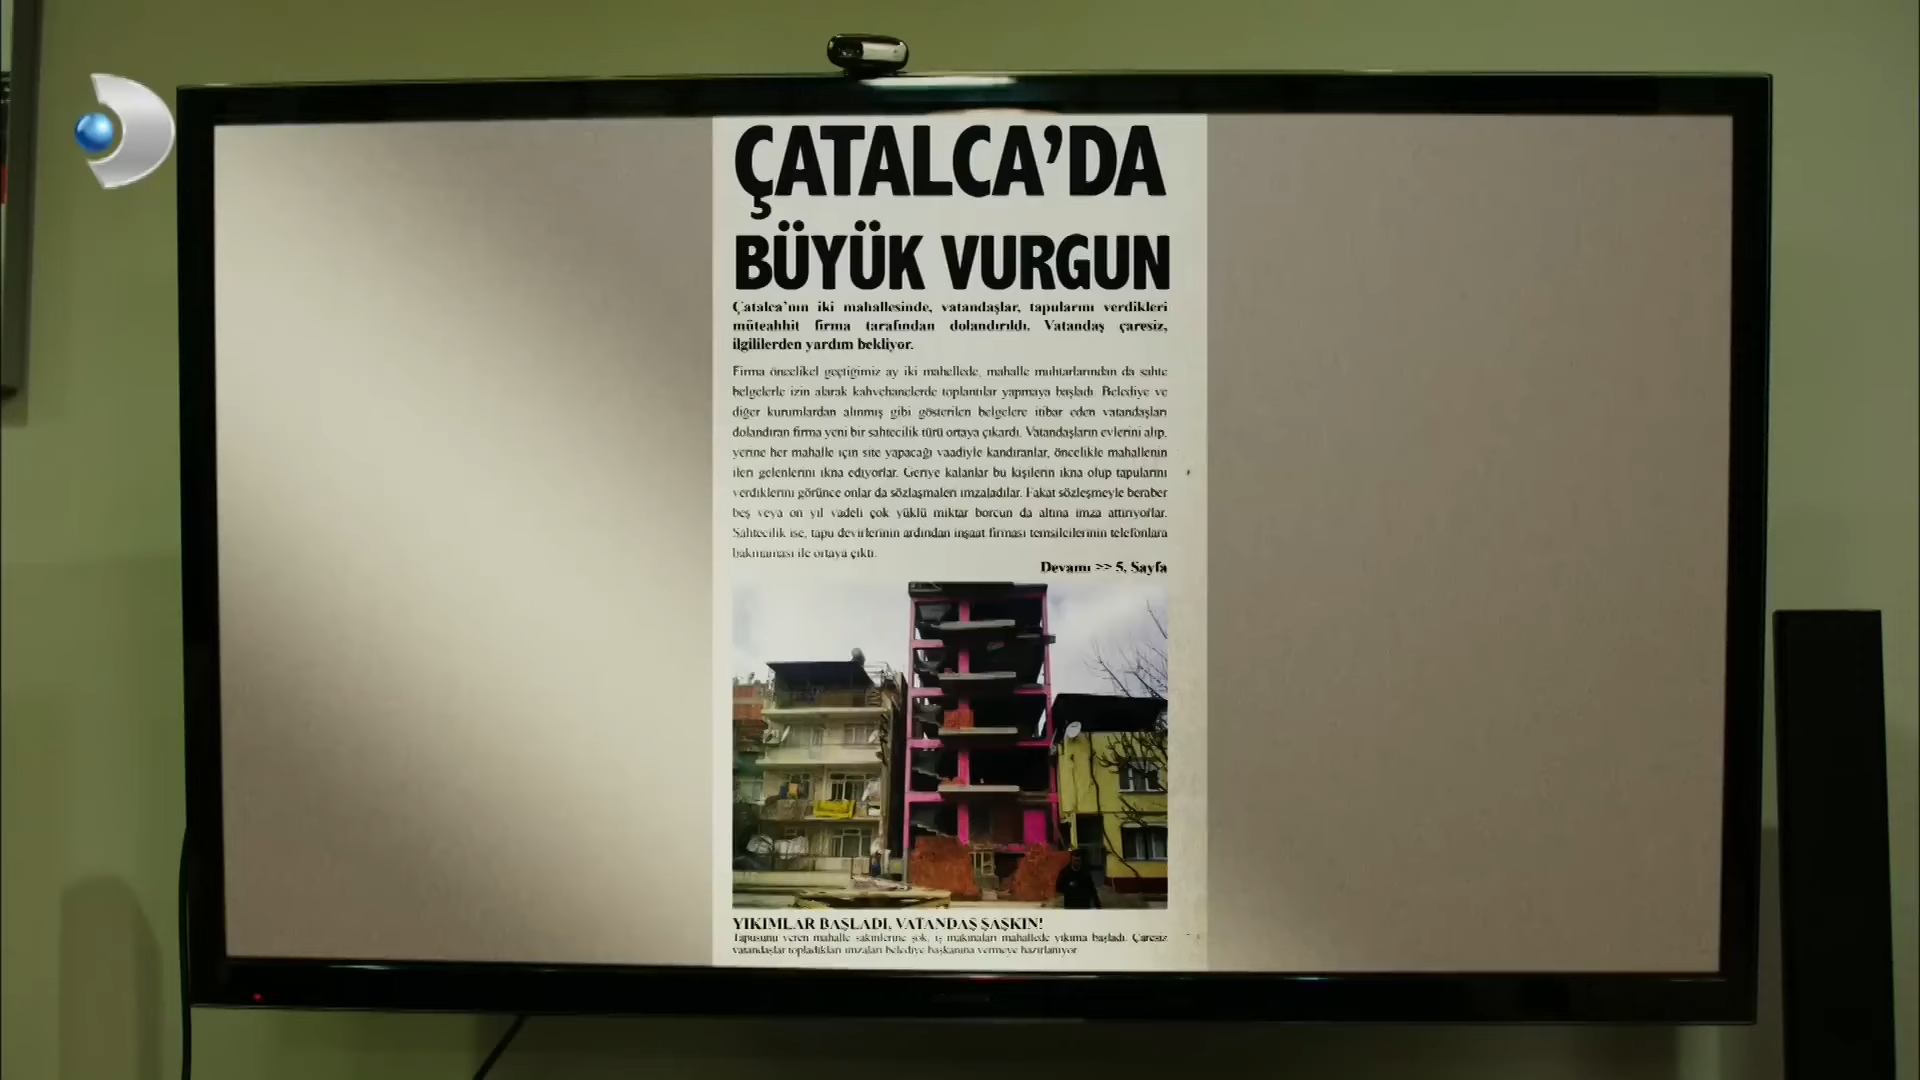 ÇATALCA'DA
BÜYÜK VURGUN
Çatalca'nın iki mahallesinde, vatandaşlar, tapularını verdikleri
müteahhit firma tarafından dolandırıldı. Vatandaş çaresiz,
ilgililerden yardım bekliyor.
Firma öncelikel geçtiğimiz ay iki mahellede, mahalle muhtarlarından da sahte
belgelerle izin alarak kahvehanelerde toplantılar yapmaya başladı. Belediye ve
diğer kurumlardan alınmış gibi gösterilen belgelere itibar eden vatandaşları
dolandıran firma yeni bir sahtecilik türü ortaya çıkardı. Vatandaşların evlerini alıp,
yerine her mahalle için site yapacağı vaadiyle kandıranlar, öncelikle mahallenin
ileri gelenlerini ikna ediyorlar. Geriye kalanlar bu kişilerin ikna olup tapularını
verdiklerini görünce onlar da sözlaşmaleri imzaladılar. Fakat sözleşmeyle beraber
beş veya on yıl vadeli çok yüklü miktar borcun da altına imza attırıyorlar.
Sahtecilik ise, tapu devirlerinin ardından inşaat firması temsilcilerinin telefonlara
bakmaması ile ortaya çıktı.
Devamı >> 5. Sayfa
YIKIMLAR BAŞLADI, VATANDAŞ ŞAŞKIN!
Tapusunu veren mahalle sakinlerine şok, iş makinaları mahallede yıkıma başladı. Çaresiz
vatandaşlar topladıkları imzaları belediye başkanına vermeye hazırlanıyor